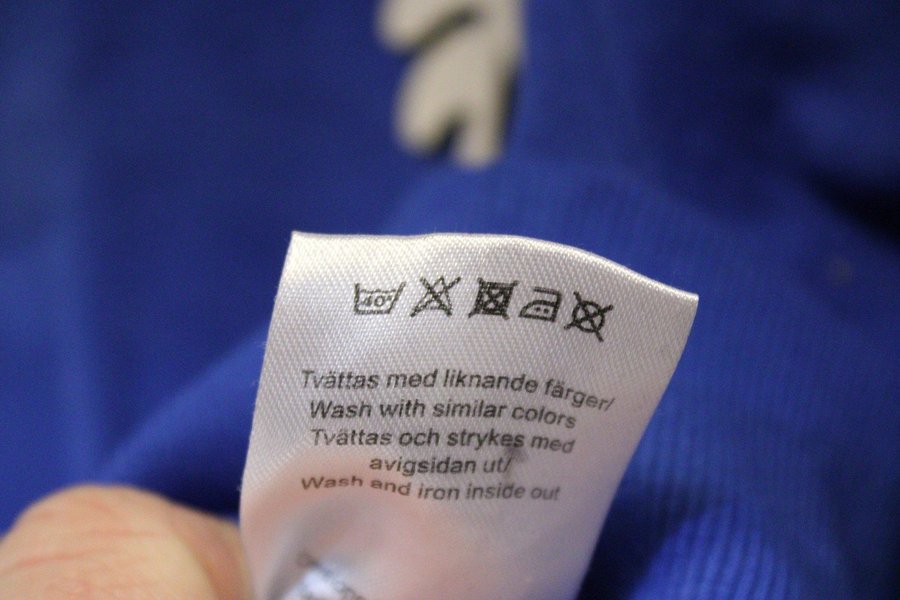 40°
Tvättas med liknande färger/
Wash with similar colors
Tvättas och strykes med
avigsidan ut/
Wash and iron inside out